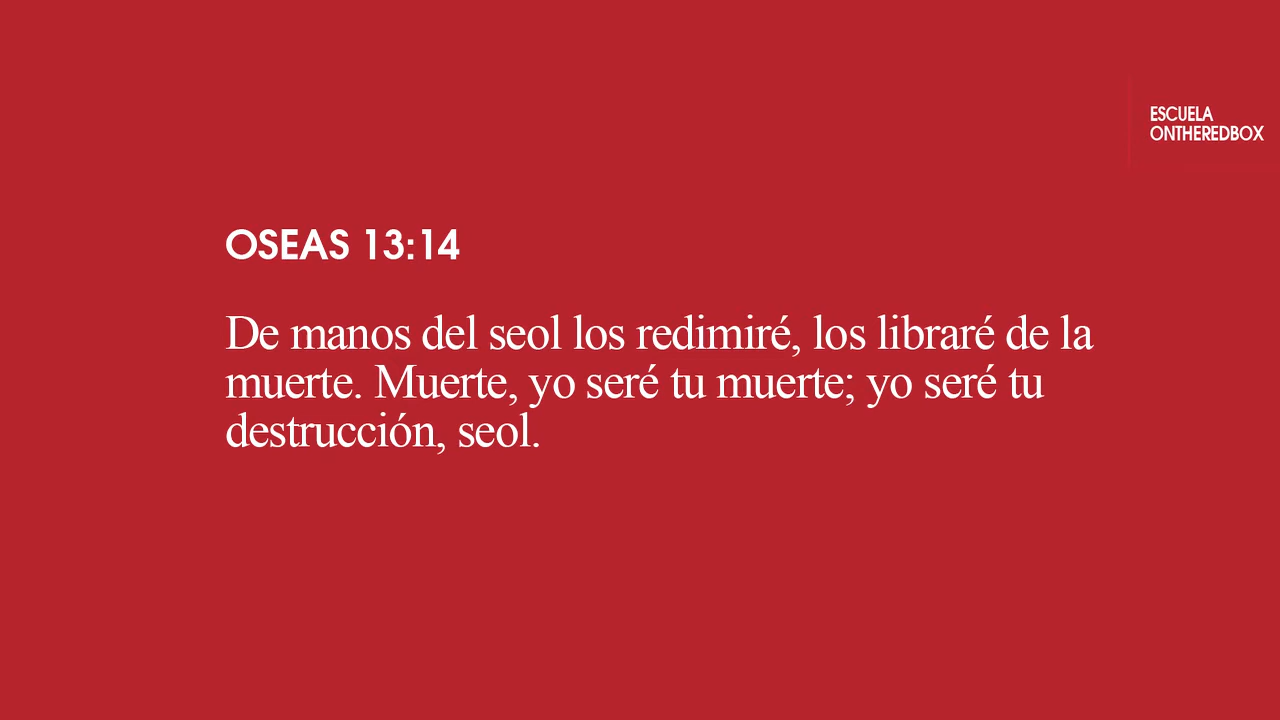 ESCUELA
ONTHEREDBOX
OSEAS 13:14
De manos del seol los redimiré, los libraré de la
muerte. Muerte, yo seré tu muerte; yo seré tu
destrucción, seol.